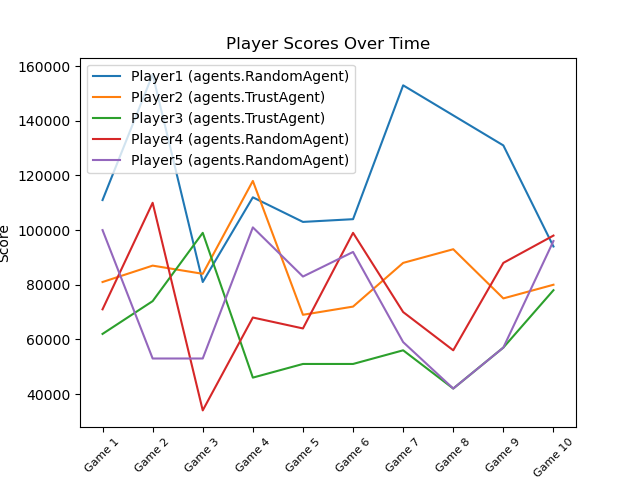 Player Scores Over Time
Score
160000
140000
120000
100000
80000
60000
40000
Player1 (agents.RandomAgent)
Player2 (agents.TrustAgent)
Player3 (agents.TrustAgent)
Player4 (agents.RandomAgent)
Player5 (agents.RandomAgent)
Game 1
Game 2
Game 3
Game 4
Game 5
Game 6
Game 7
Game 8
Game 9
Game 10